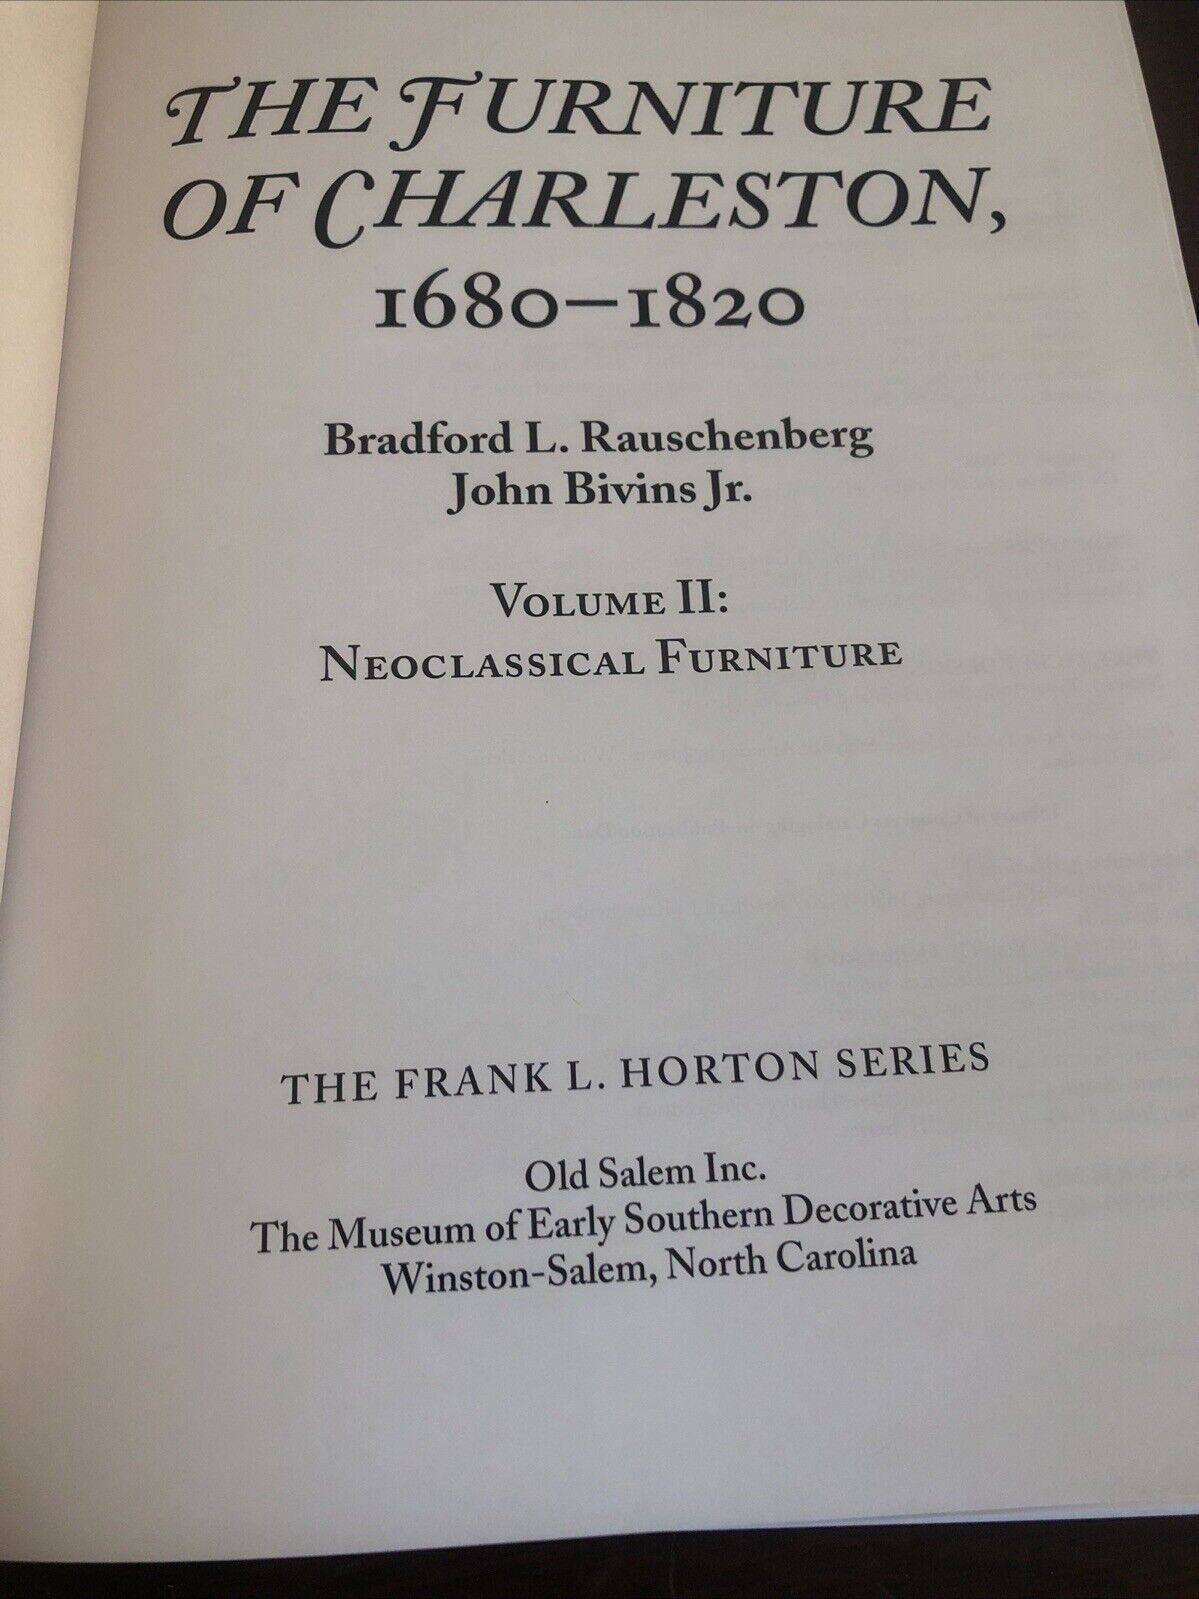 THE FURNITURE
OF CHARLESTON,
1680–1820
Bradford L. Rauschenberg
John Bivins Jr.
VOLUME II:
NEOCLASSICAL FURNITURE
THE FRANK L. HORTON SERIES
Old Salem Inc.
The Museum of Early Southern Decorative Arts
Winston-Salem, North Carolina